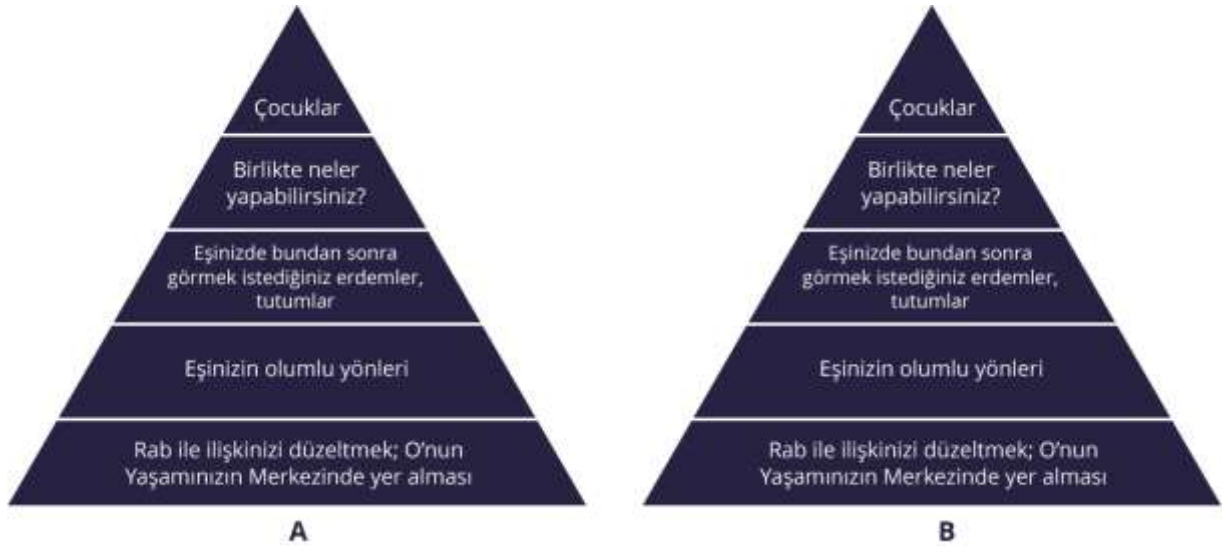 Çocuklar
Birlikte neler
yapabilirsiniz?
Eşinizde bundan sonra
görmek istediğiniz erdemler,
tutumlar
Eşinizin olumlu yönleri
Rab ile ilişkinizi düzeltmek; O’nun
Yaşamınızın Merkezinde yer alması
A
Çocuklar
Birlikte neler
yapabilirsiniz?
Eşinizde bundan sonra
görmek istediğiniz erdemler,
tutumlar
Eşinizin olumlu yönleri
Rab ile ilişkinizi düzeltmek; O’nun
Yaşamınızın Merkezinde yer alması
B